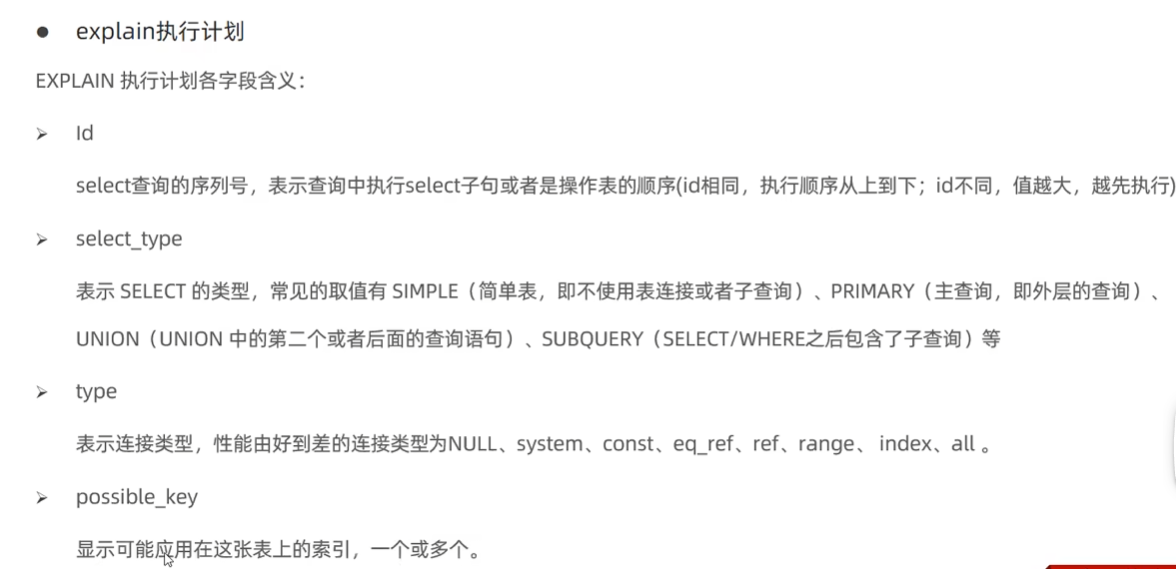 explain执行计划
EXPLAIN 执行计划各字段含义：
Id
select查询的序列号，表示查询中执行select子句或者是操作表的顺序(id相同，执行顺序从上到下；id不同，值越大，越先执行)
select_type
表示 SELECT 的类型，常见的取值有 SIMPLE（简单表，即不使用表连接或者子查询）、PRIMARY（主查询，即外层的查询）、
UNION（UNION 中的第二个或者后面的查询语句）、SUBQUERY（SELECT/WHERE之后包含了子查询）等
type
表示连接类型，性能由好到差的连接类型为NULL、system、const、eq_ref、ref、range、 index、all 。
possible_key
显示可能应用在这张表上的索引，一个或多个。